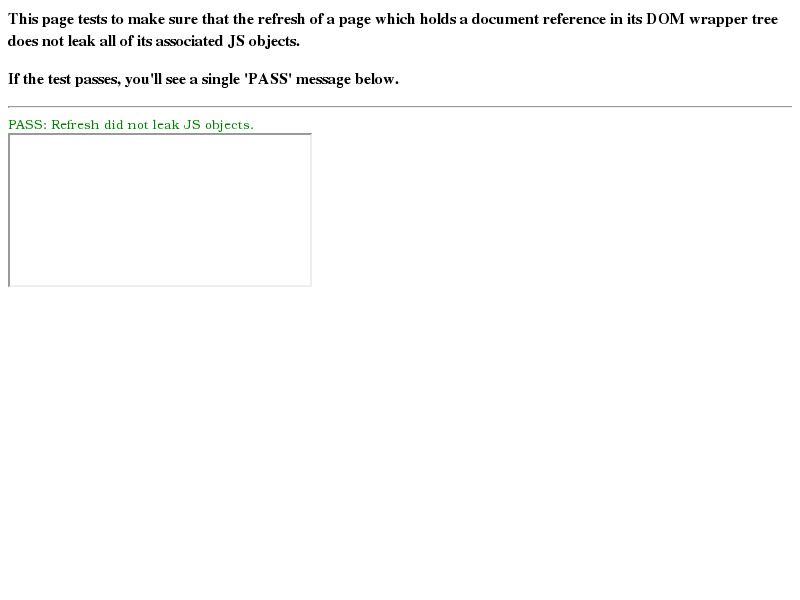 This page tests to make sure that the refresh of a page which holds a document reference in its DOM wrapper tree
does not leak all of its associated JS objects.
If the test passes, you'll see a single 'PASS' message below.
PASS: Refresh did not leak JS objects.